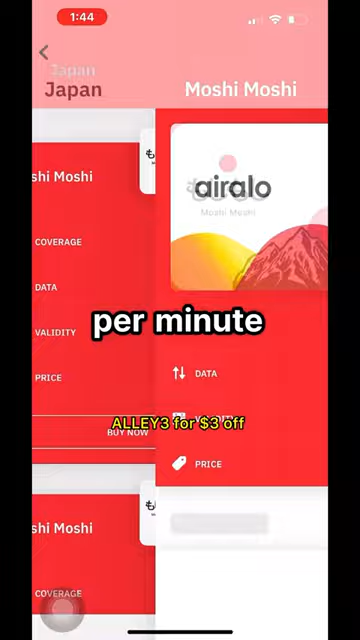 1:44
Japan
Japan
Moshi Moshi
shi Moshi
airalo
Moshi Moshi
COVERAGE
DATA
VALIDITY
PRICE
per minute
DATA
ALLEY3 for $3 off
BUY NOW
PRICE
shi Moshi
COVERAGE